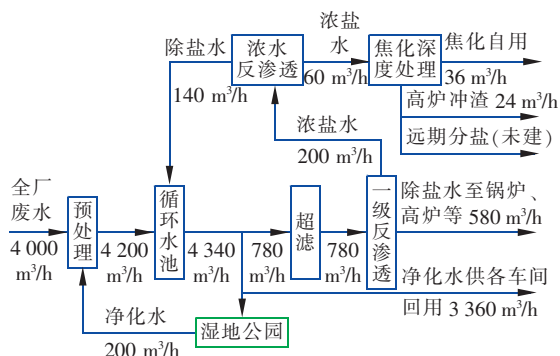 浓盐
水
除盐水
浓水
反渗透
焦化深
度处理
焦化自用
60 m³/h
36 m³/h
140 m³/h
高炉冲渣 24 m³/h
浓盐水
远期分盐(未建)
200 m³/h
全厂
废水
预处理
循环水池
超滤
一级反渗透
除盐水至锅炉、
高炉等 580 m³/h
4 000
m³/h
4 200
m³/h
4 340
m³/h
780
m³/h
780
m³/h
净化水供各车间
回用 3 360 m³/h
净化水
湿地公园
200 m³/h